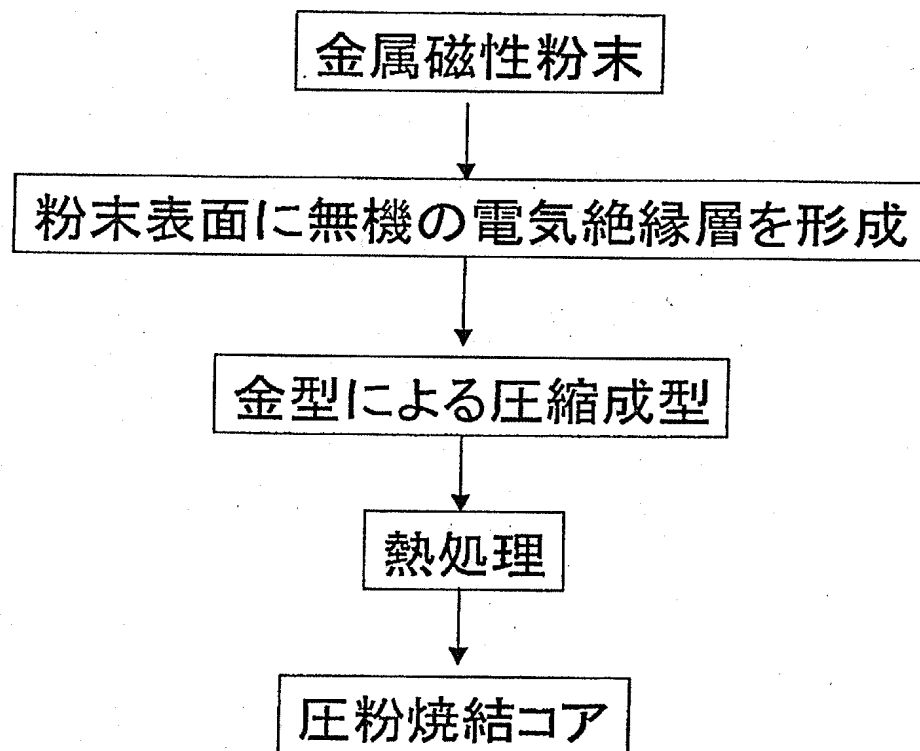 金属磁性粉末
粉末表面に無機の電気絶縁層を形成
金型による圧縮成型
熱処理
圧粉焼結コア